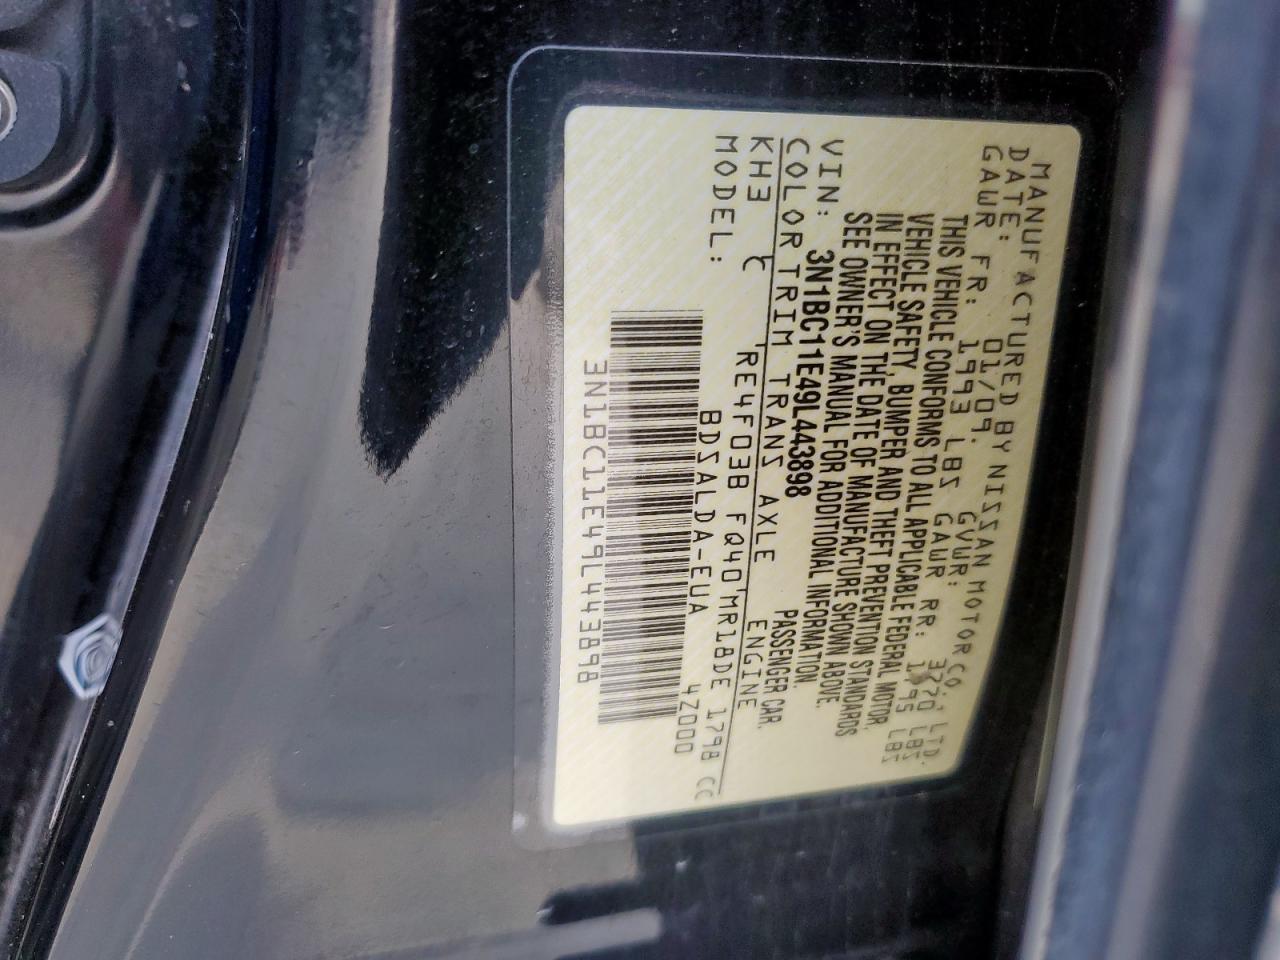 MANUFACTURED BY NISSAN MOTOR CO., LTD.
DATE: 01/09. GVWR: 3770 LBS
GAWR FR: 1993 LBS GAWR RR: 1795 LBS
THIS VEHICLE CONFORMS TO ALL APPLICABLE FEDERAL MOTOR
VEHICLE SAFETY, BUMPER AND THEFT PREVENTION STANDARDS
IN EFFECT ON THE DATE OF MANUFACTURE SHOWN ABOVE.
SEE OWNER'S MANUAL FOR ADDITIONAL INFORMATION.
VIN: 3N1BC11E49L443898 PASSENGER CAR.
COLOR TRIM TRANS AXLE ENGINE
KH3 C RE4F03B FQ40 MR18DE 1798 CC
MODEL: BDSALDA-EUA 4Z000
3N1BC11E49L443898